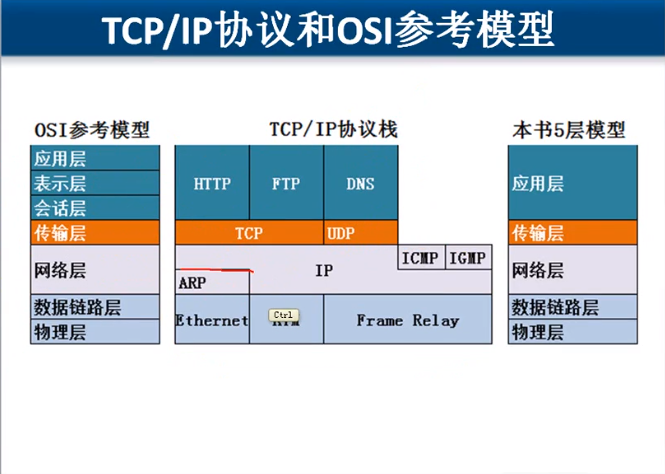 TCP/IP协议和OSI参考模型
OSI参考模型
TCP/IP协议栈
本书5层模型
应用层
表示层
会话层
传输层
网络层
数据链路层
物理层
HTTP
FTP
DNS
TCP
UDP
ICMP
IGMP
IP
ARP
Ethernet
Ctrl
Frame Relay
应用层
传输层
网络层
数据链路层
物理层